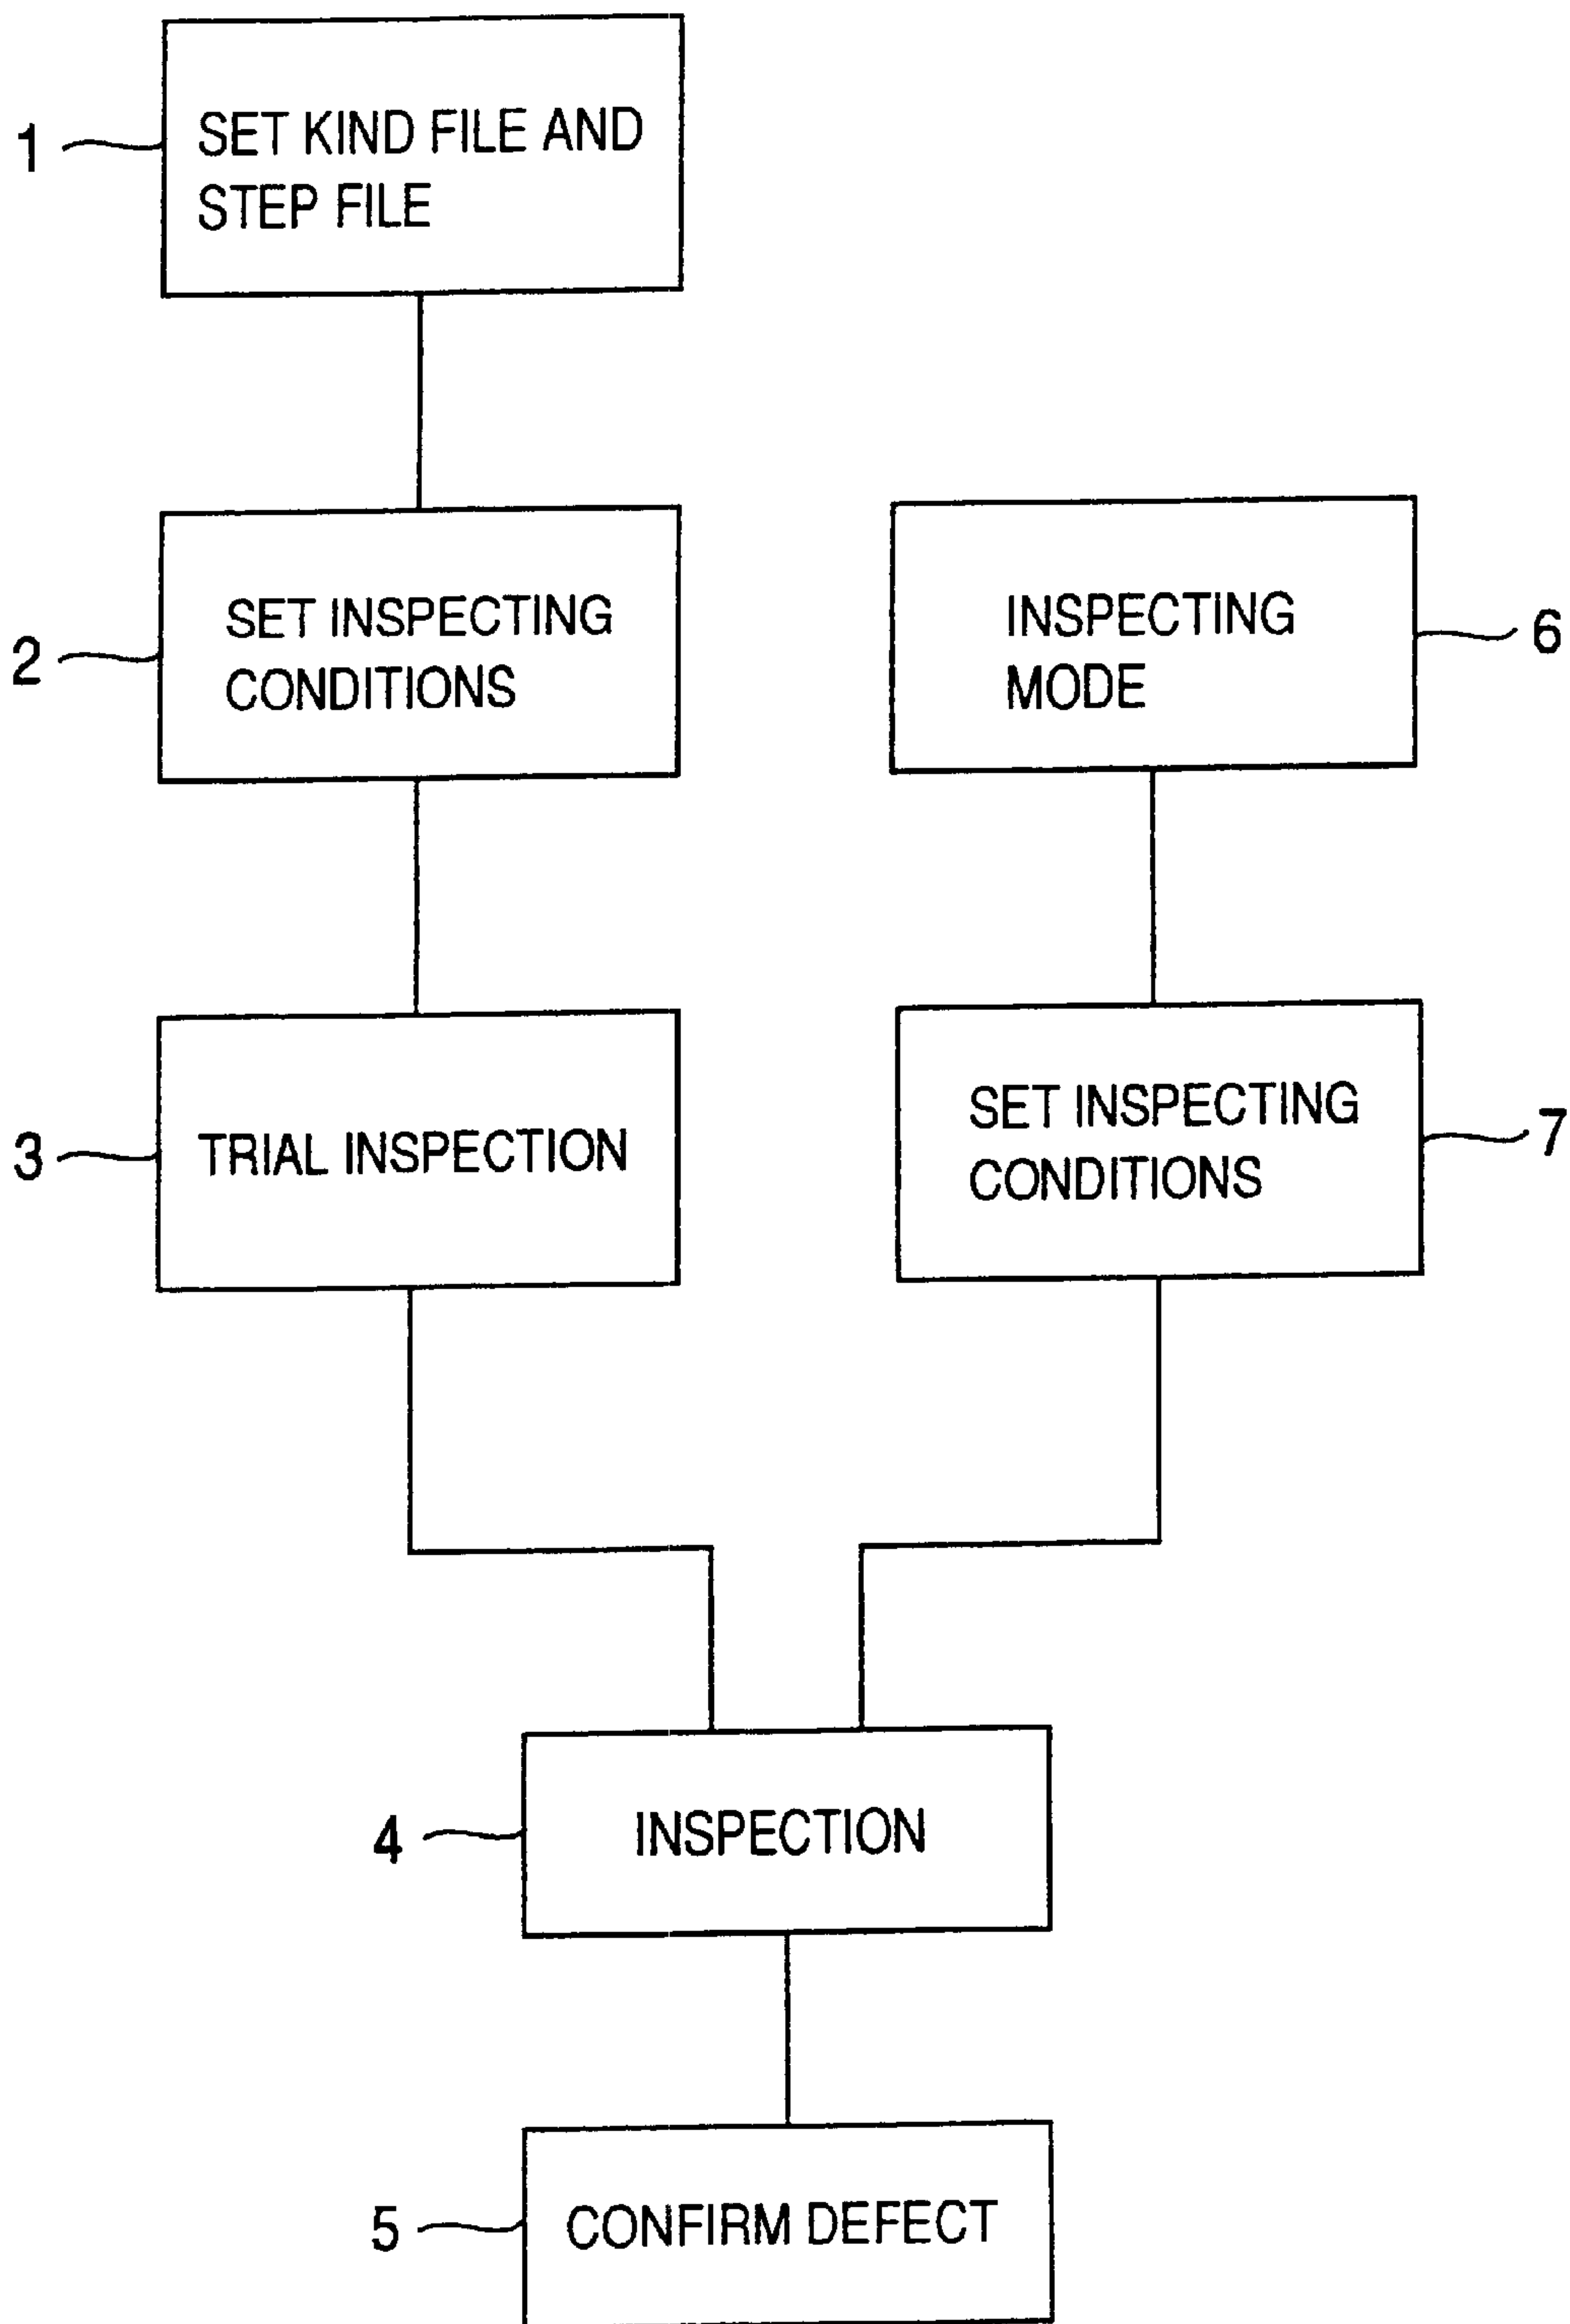 1
SET KIND FILE AND
STEP FILE
2
SET INSPECTING
CONDITIONS
INSPECTING
MODE
6
3
TRIAL INSPECTION
SET INSPECTING
CONDITIONS
7
4
INSPECTION
5
CONFIRM DEFECT